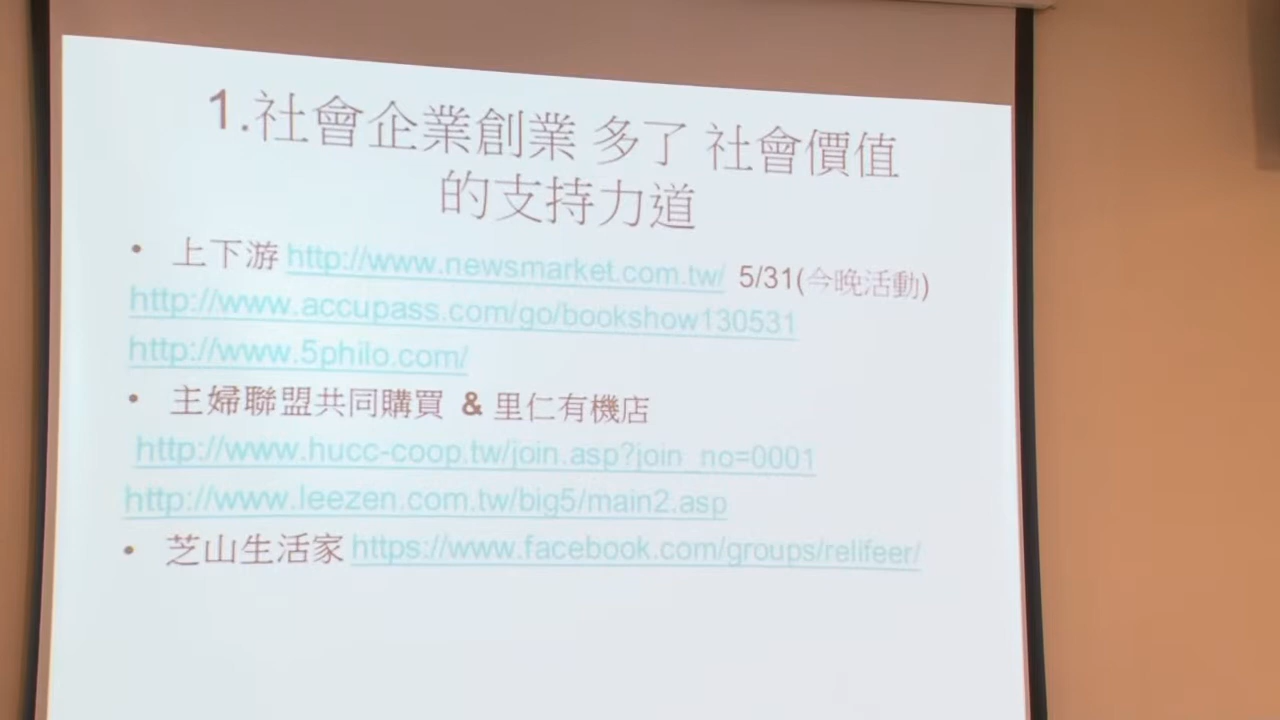 1.社會企業創業 多了 社會價值
的支持力道
• 上下游 http://www.newsmarket.com.tw/ 5/31(今晚活動)
http://www.accupass.com/go/bookshow130531
http://www.5philo.com/
• 主婦聯盟共同購買 & 里仁有機店
http://www.hucc-coop.tw/join.asp?join_no=0001
http://www.leezen.com.tw/big5/main2.asp
• 芝山生活家 https://www.facebook.com/groups/relifeer/